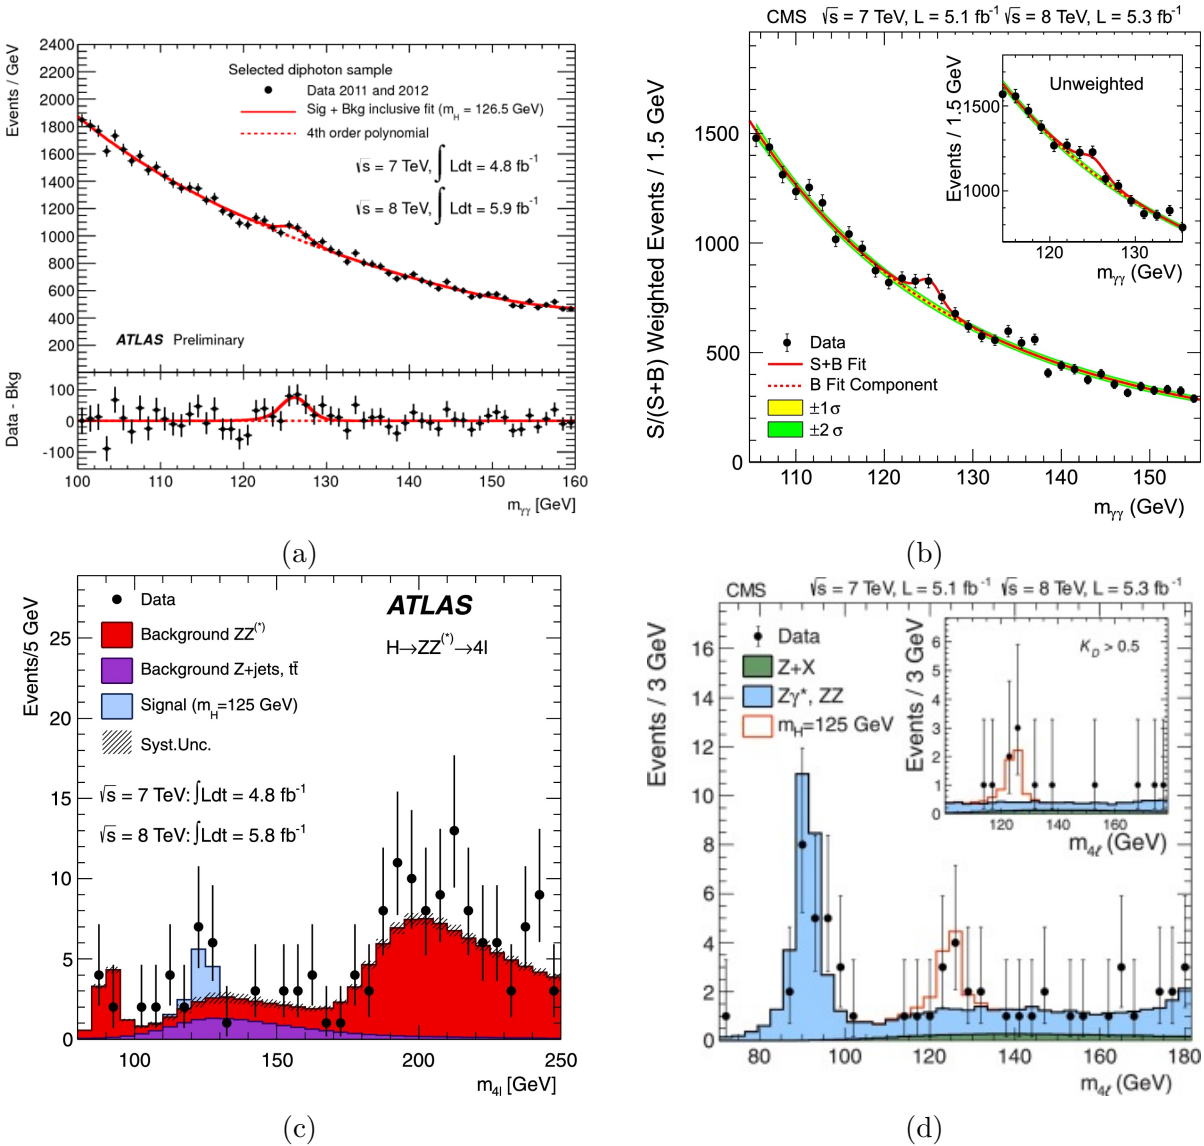 2400
2200
2000
1800
1600
1400
1200
1000
800
600
400
200
Events / GeV
Selected diphoton sample
Data 2011 and 2012
Sig + Bkg inclusive fit (m_H = 126.5 GeV)
4th order polynomial
√s = 7 TeV, ∫ Ldt = 4.8 fb⁻¹
√s = 8 TeV, ∫ Ldt = 5.9 fb⁻¹
ATLAS Preliminary
Data - Bkg
100
0
-100
100 110 120 130 140 150 160
m_γγ [GeV]
(a)
CMS √s = 7 TeV, L = 5.1 fb⁻¹ √s = 8 TeV, L = 5.3 fb⁻¹
S/(S+B) Weighted Events / 1.5 GeV
1500
1000
500
0
Unweighted
Events / 1.5 GeV
1500
1000
120 130
m_γγ (GeV)
Data
S+B Fit
B Fit Component
±1σ
±2 σ
110 120 130 140 150
m_γγ (GeV)
(b)
Events/5 GeV
25
20
15
10
5
0
Data
Background ZZ⁽*⁾
Background Z+jets, tt̄
Signal (m_H=125 GeV)
Syst.Unc.
√s = 7 TeV: ∫Ldt = 4.8 fb⁻¹
√s = 8 TeV: ∫Ldt = 5.8 fb⁻¹
ATLAS
H→ZZ⁽*⁾→4l
100 150 200 250
m_4l [GeV]
(c)
CMS √s = 7 TeV, L = 5.1 fb⁻¹ √s = 8 TeV, L = 5.3 fb⁻¹
Events / 3 GeV
16
14
12
10
8
6
4
2
0
Data
Z+X
Zγ*, ZZ
m_H=125 GeV
Events / 3 GeV
6
5
4
3
2
1
0
K_D > 0.5
120 140 160
m_4ℓ (GeV)
80 100 120 140 160 180
m_4ℓ (GeV)
(d)